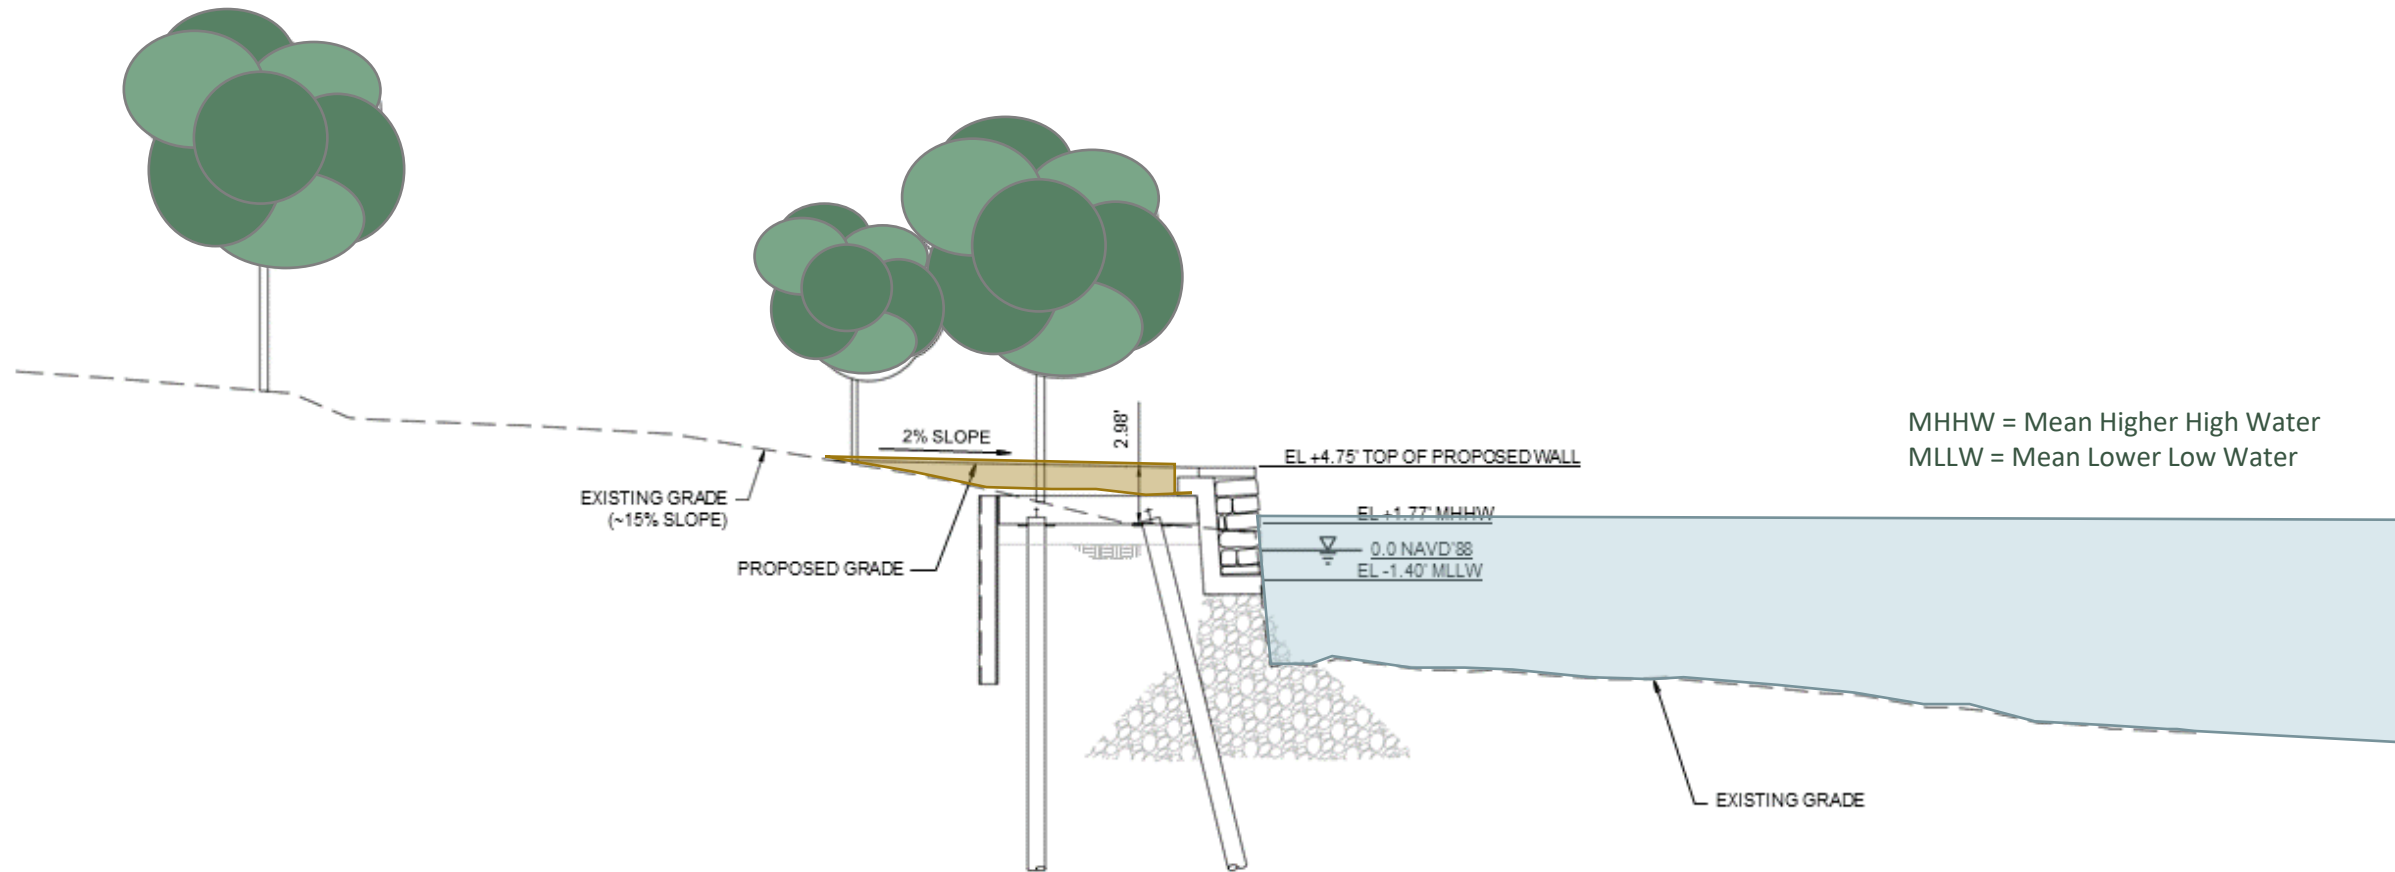 MHHW = Mean Higher High Water
MLLW = Mean Lower Low Water
2% SLOPE
2.98'
EL +4.75' TOP OF PROPOSED WALL
EXISTING GRADE
(~15% SLOPE)
EL +1.77' MHHW
0.0 NAVD'88
PROPOSED GRADE
EL -1.40' MLLW
EXISTING GRADE